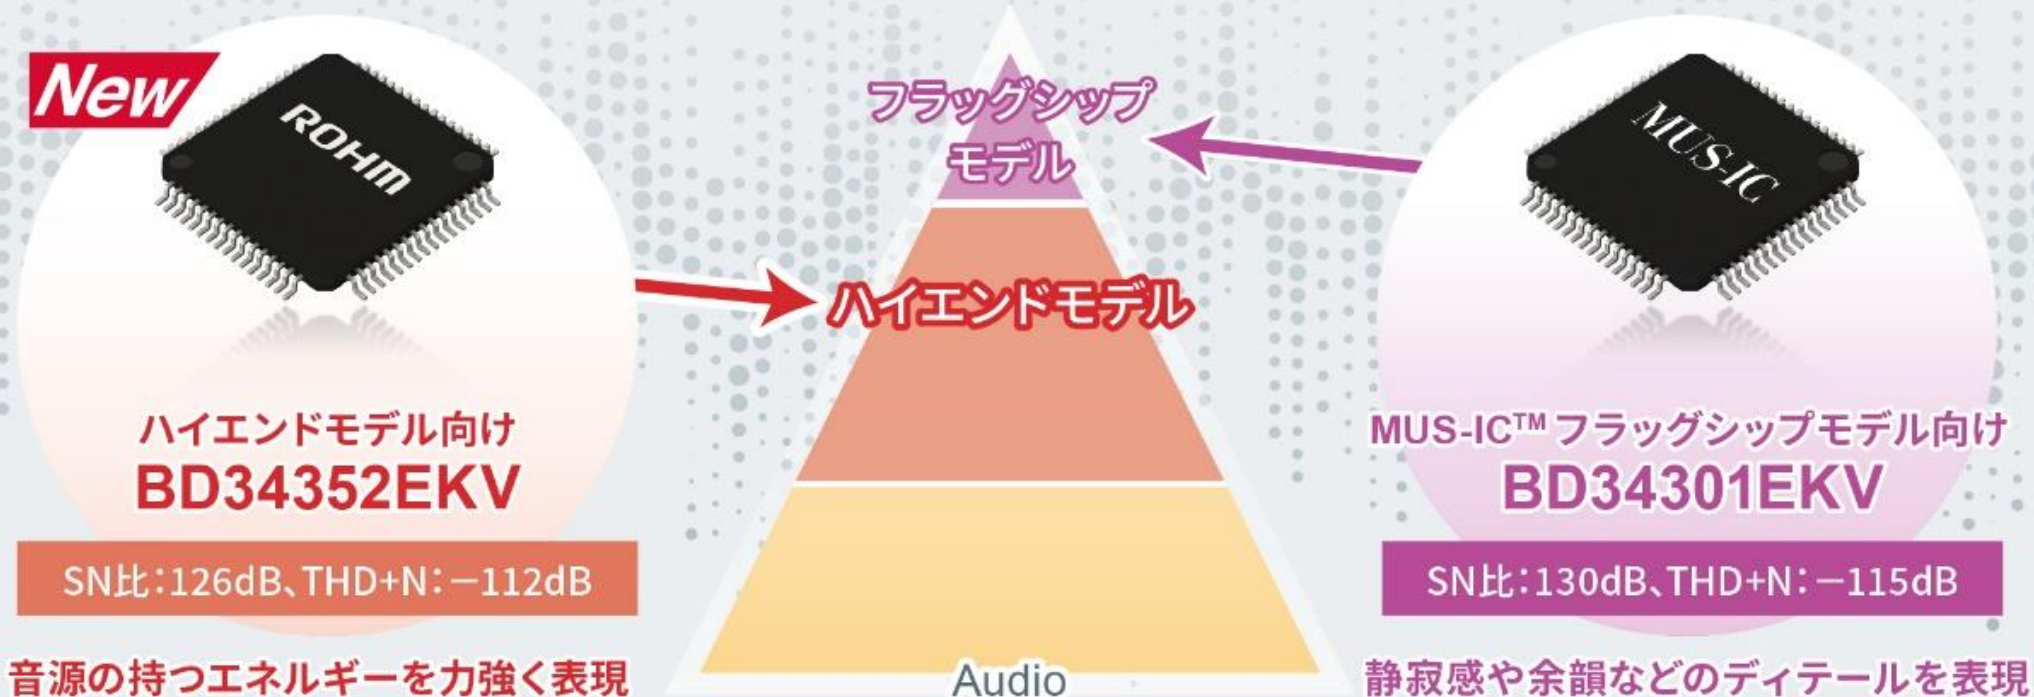 New
ROHM
ハイエンドモデル向け
BD34352EKV
SN比：126dB、THD+N：－112dB
音源の持つエネルギーを力強く表現
フラッグシップ
モデル
ハイエンドモデル
Audio
MUS-IC
MUS-IC™ フラッグシップモデル向け
BD34301EKV
SN比：130dB、THD+N：－115dB
静寂感や余韻などのディテールを表現